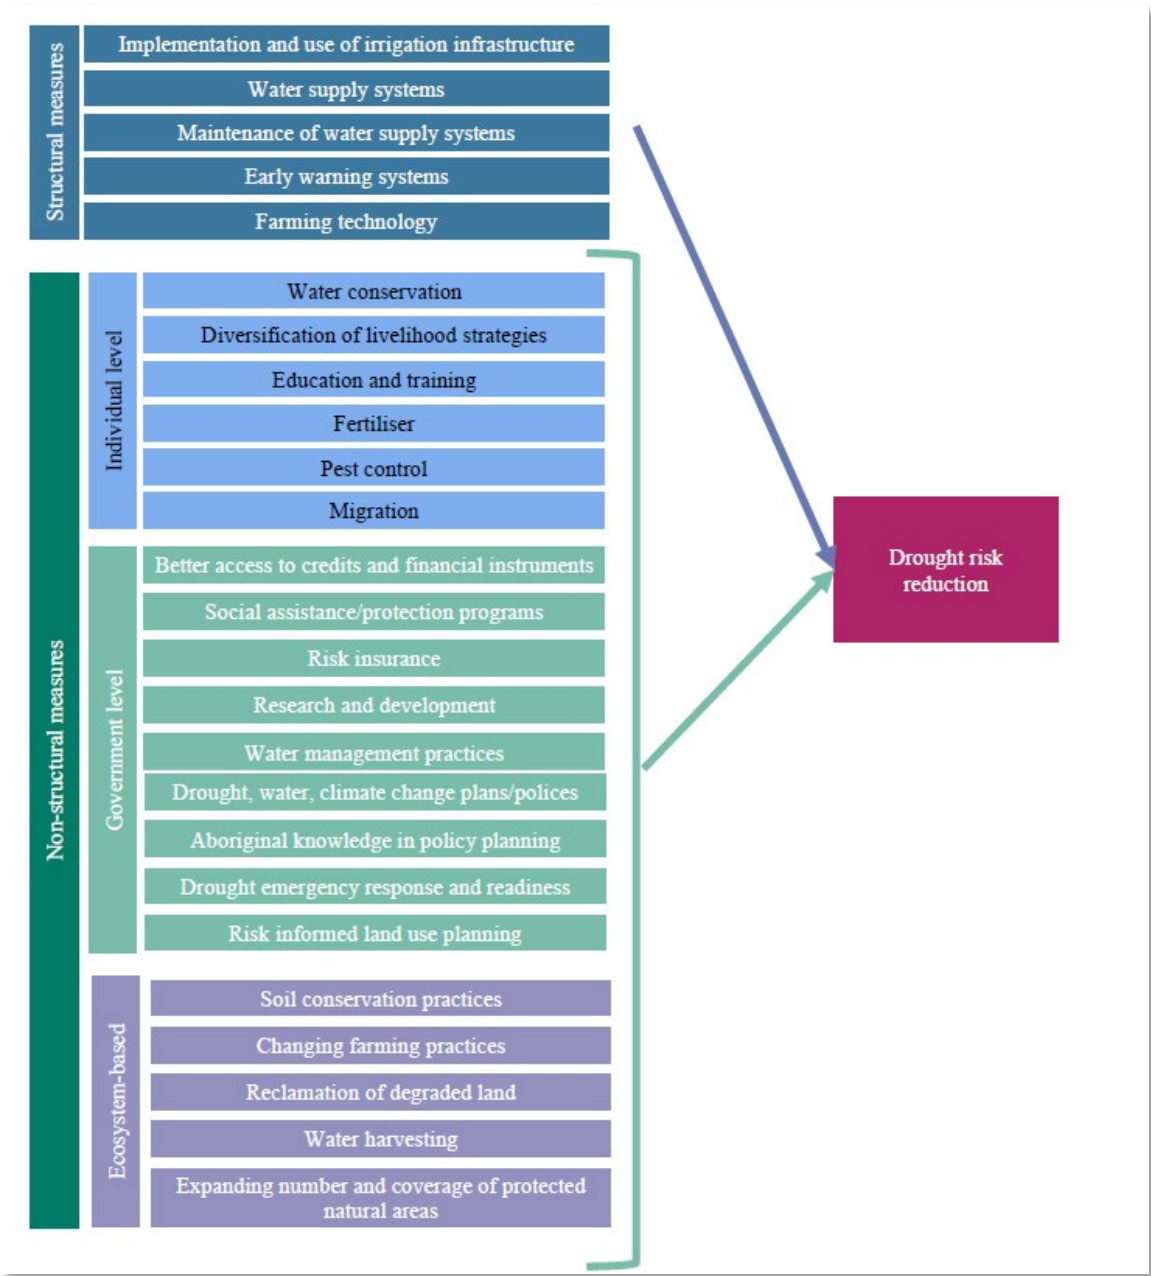 Structural measures
Implementation and use of irrigation infrastructure
Water supply systems
Maintenance of water supply systems
Early warning systems
Farming technology
Non-structural measures
Individual level
Water conservation
Diversification of livelihood strategies
Education and training
Fertiliser
Pest control
Migration
Government level
Better access to credits and financial instruments
Social assistance/protection programs
Risk insurance
Research and development
Water management practices
Drought, water, climate change plans/polices
Aboriginal knowledge in policy planning
Drought emergency response and readiness
Risk informed land use planning
Ecosystem-based
Soil conservation practices
Changing farming practices
Reclamation of degraded land
Water harvesting
Expanding number and coverage of protected
natural areas
Drought risk
reduction